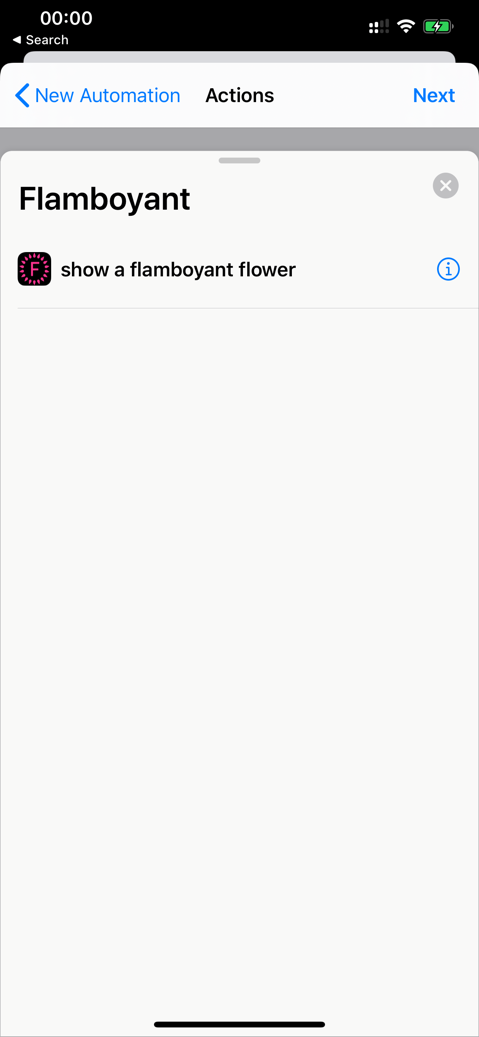 00:00
◀ Search
New Automation Actions Next
Flamboyant
F show a flamboyant flower